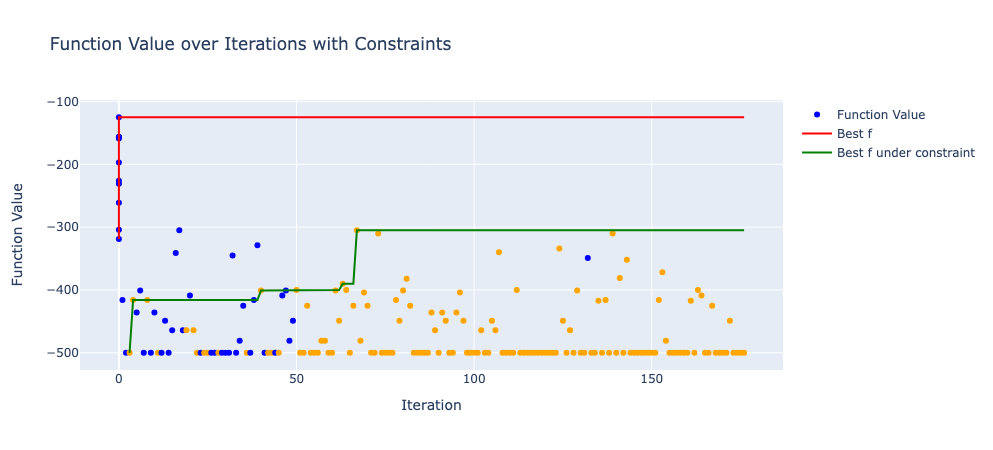 Function Value over Iterations with Constraints
−100
−200
−300
−400
−500
0
50
100
150
Function Value
Iteration
Function Value
Best f
Best f under constraint